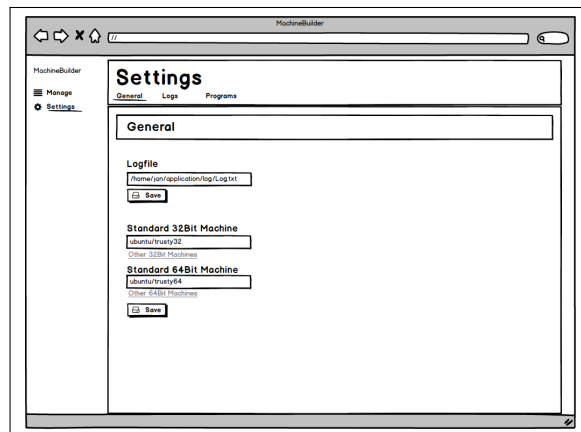 MachineBuilder
//
MachineBuilder
Manage
Settings
Settings
General Logs Programs
General
Logfile
/home/jan/application/log/Log.txt
Save
Standard 32Bit Machine
ubuntu/trusty32
Other 32Bit Machines
Standard 64Bit Machine
ubuntu/trusty64
Other 64Bit Machines
Save